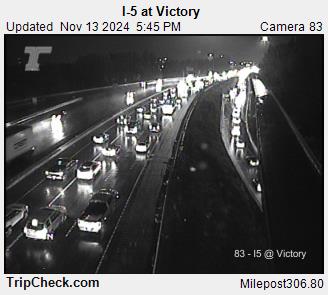 I-5 at Victory
Updated Nov 13 2024 5:45 PM Camera 83
T
83 - I5 @ Victory
TripCheck.com Milepost306.80